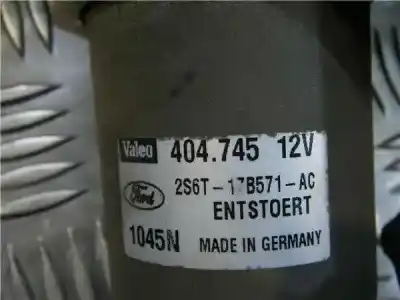 Valeo 404.745 12V
Ford 2S6T-17B571-AC
ENTSTOERT
1045N MADE IN GERMANY